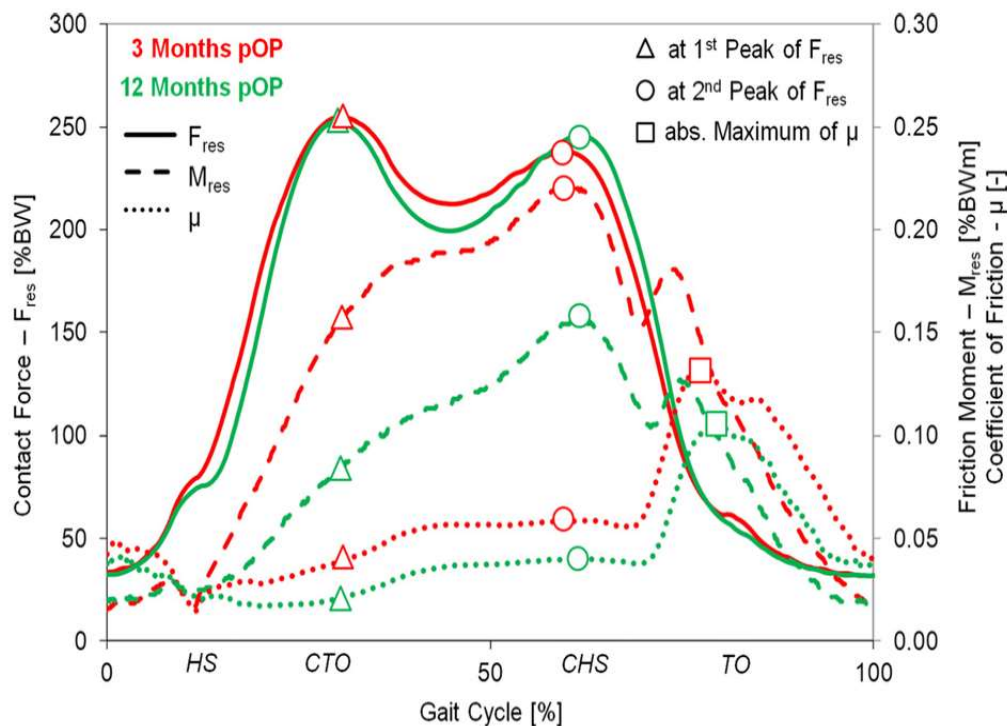 300
250
200
150
100
50
0
Contact Force – F_res [%BW]
3 Months pOP
12 Months pOP
F_res
M_res
μ
at 1st Peak of F_res
at 2nd Peak of F_res
abs. Maximum of μ
0.30
0.25
0.20
0.15
0.10
0.05
0.00
Friction Moment – M_res [%BWm]
Coefficient of Friction - μ [-]
0 HS CTO 50 CHS TO 100
Gait Cycle [%]